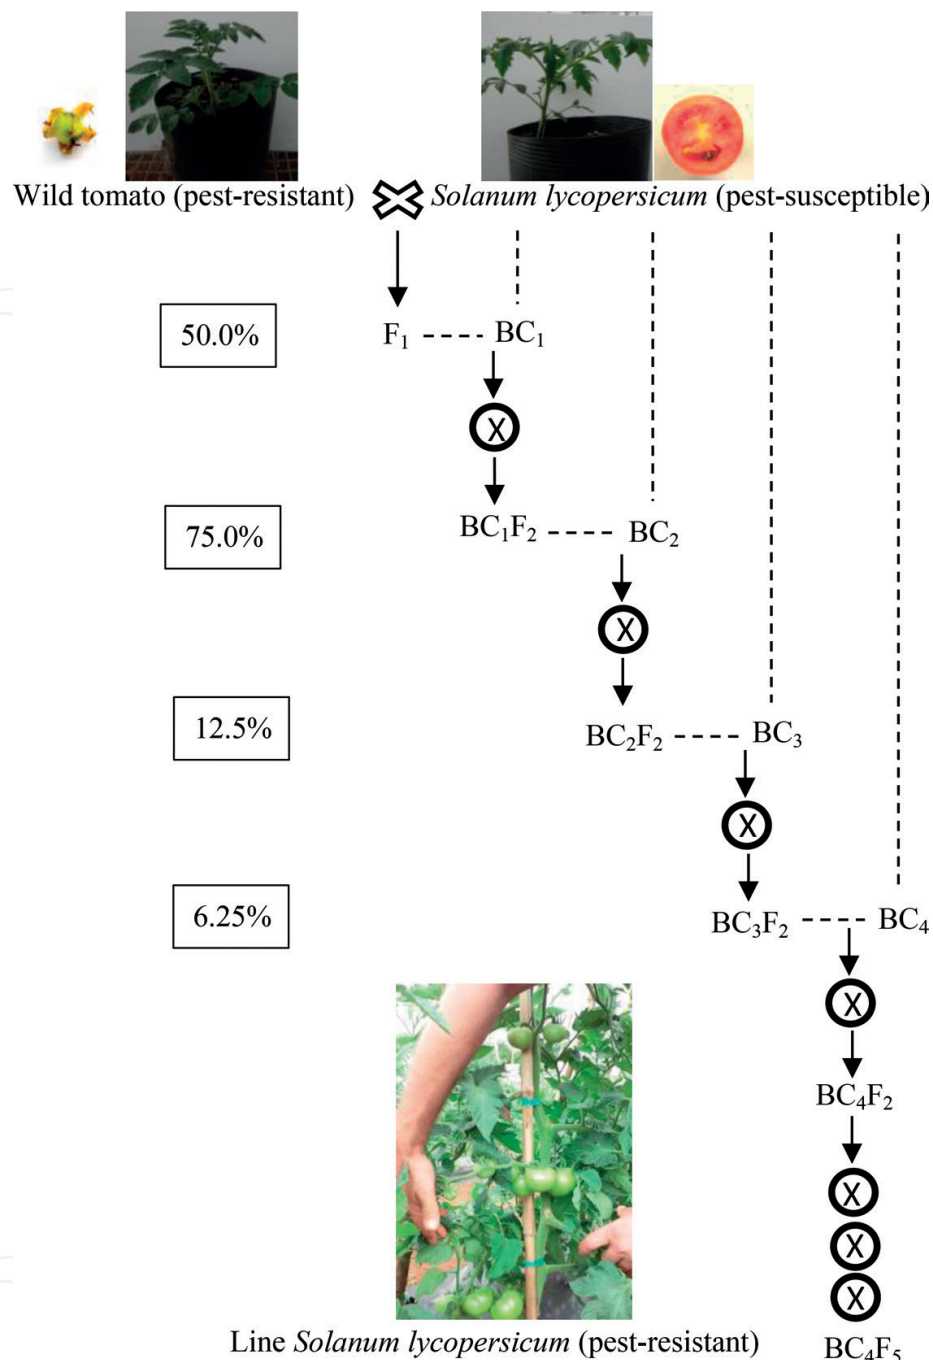 Wild tomato (pest-resistant) Solanum lycopersicum (pest-susceptible)
50.0% F₁ BC₁
X
75.0% BC₁F₂ BC₂
X
12.5% BC₂F₂ BC₃
X
6.25% BC₃F₂ BC₄
X
BC₄F₂
X
X
X
Line Solanum lycopersicum (pest-resistant) BC₄F₅